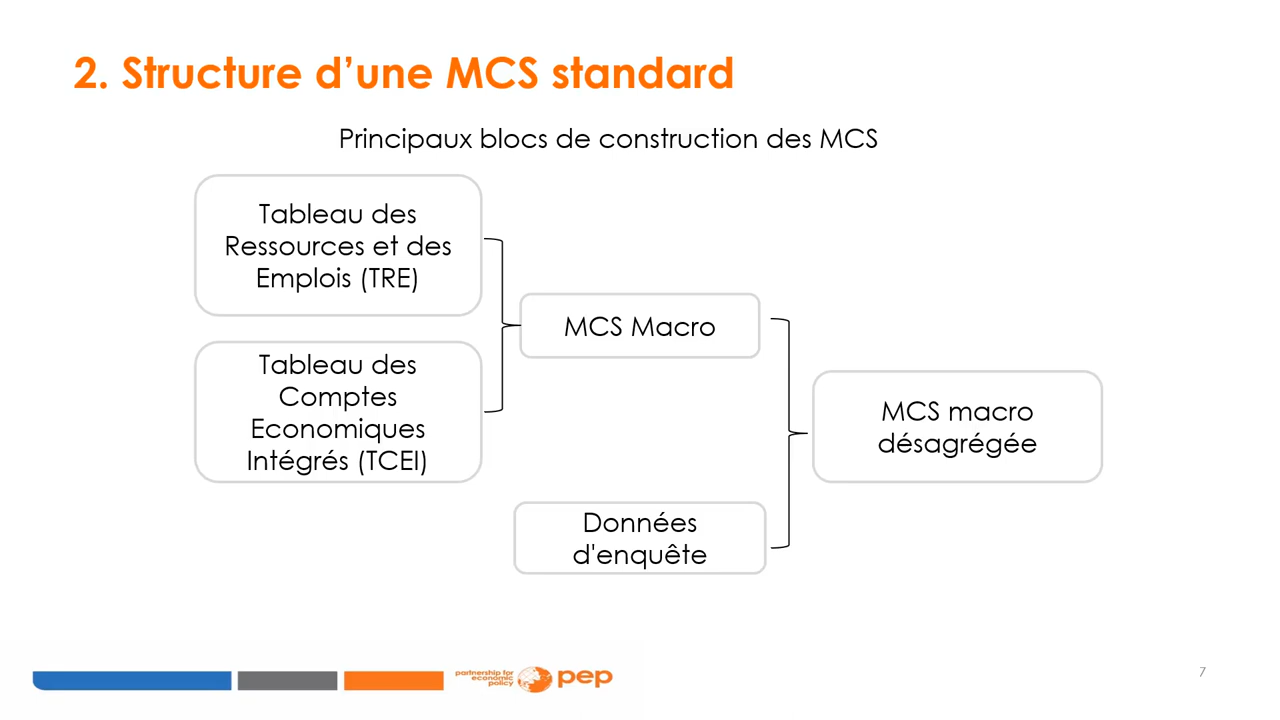 2. Structure d’une MCS standard
Principaux blocs de construction des MCS
Tableau des
Ressources et des
Emplois (TRE)
Tableau des
Comptes
Economiques
Intégrés (TCEI)
MCS Macro
Données
d'enquête
MCS macro
désagrégée
partnership for
economic
policy
pep
7